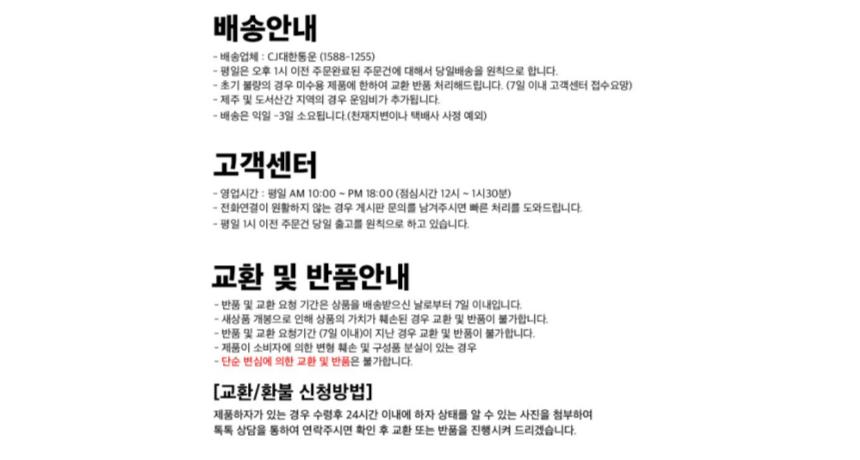 배송안내
- 배송업체 : CJ대한통운 (1588-1255)
- 평일은 오후 1시 이전 주문완료된 주문건에 대해서 당일배송을 원칙으로 합니다.
- 초기 불량의 경우 미수용 제품에 한하여 교환 반품 처리해드립니다. (7일 이내 고객센터 접수요망)
- 제주 및 도서산간 지역의 경우 운임비가 추가됩니다.
- 배송은 익일 -3일 소요됩니다.(천재지변이나 택배사 사정 예외)
고객센터
- 영업시간 : 평일 AM 10:00 ~ PM 18:00 (점심시간 12시 ~ 1시30분)
- 전화연결이 원활하지 않는 경우 게시판 문의를 남겨주시면 빠른 처리를 도와드립니다.
- 평일 1시 이전 주문건 당일 출고를 원칙으로 하고 있습니다.
교환 및 반품안내
- 반품 및 교환 요청 기간은 상품을 배송받으신 날로부터 7일 이내입니다.
- 새상품 개봉으로 인해 상품의 가치가 훼손된 경우 교환 및 반품이 불가합니다.
- 반품 및 교환 요청기간 (7일 이내)이 지난 경우 교환 및 반품이 불가합니다.
- 제품이 소비자에 의한 변형 훼손 및 구성품 분실이 있는 경우
- 단순 변심에 의한 교환 및 반품은 불가합니다.
[교환/환불 신청방법]
제품하자가 있는 경우 수령후 24시간 이내에 하자 상태를 알 수 있는 사진을 첨부하여
톡톡 상담을 통하여 연락주시면 확인 후 교환 또는 반품을 진행시켜 드리겠습니다.